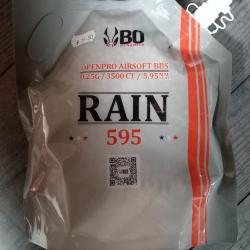 BO
OPENPRO AIRSOFT BBS
0.25G / 3500 CT / 5.95MM
RAIN
595